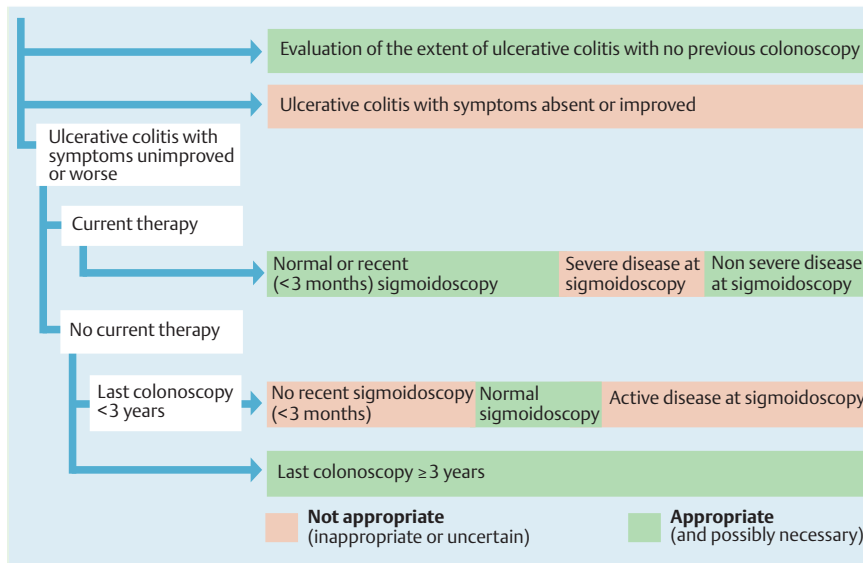 Evaluation of the extent of ulcerative colitis with no previous colonoscopy
Ulcerative colitis with symptoms absent or improved
Ulcerative colitis with
symptoms unimproved
or worse
Current therapy
Normal or recent
(<3 months) sigmoidoscopy
Severe disease at
sigmoidoscopy
Non severe disease
at sigmoidoscopy
No current therapy
Last colonoscopy
<3 years
No recent sigmoidoscopy
(<3 months)
Normal
sigmoidoscopy
Active disease at sigmoidoscopy
Last colonoscopy ≥3 years
Not appropriate
(inappropriate or uncertain)
Appropriate
(and possibly necessary)